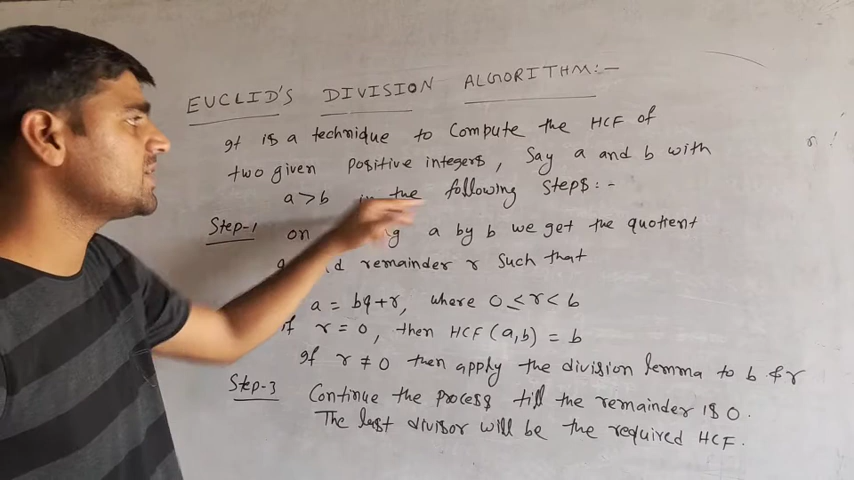 EUCLID'S DIVISION ALGORITHM:-
It is a technique to Compute the HCF of
two given positive integers, Say a and b with
a>b in the following steps:-
Step-1 on a by b we get the quotient
remainder r Such that
a = bq+r, where 0≤r<b
if r=0, then HCF(a,b) = b
If r≠0 then apply the division lemma to b & r
Step-3 Continue the process till the remainder is 0.
The last divisor will be the required HCF.